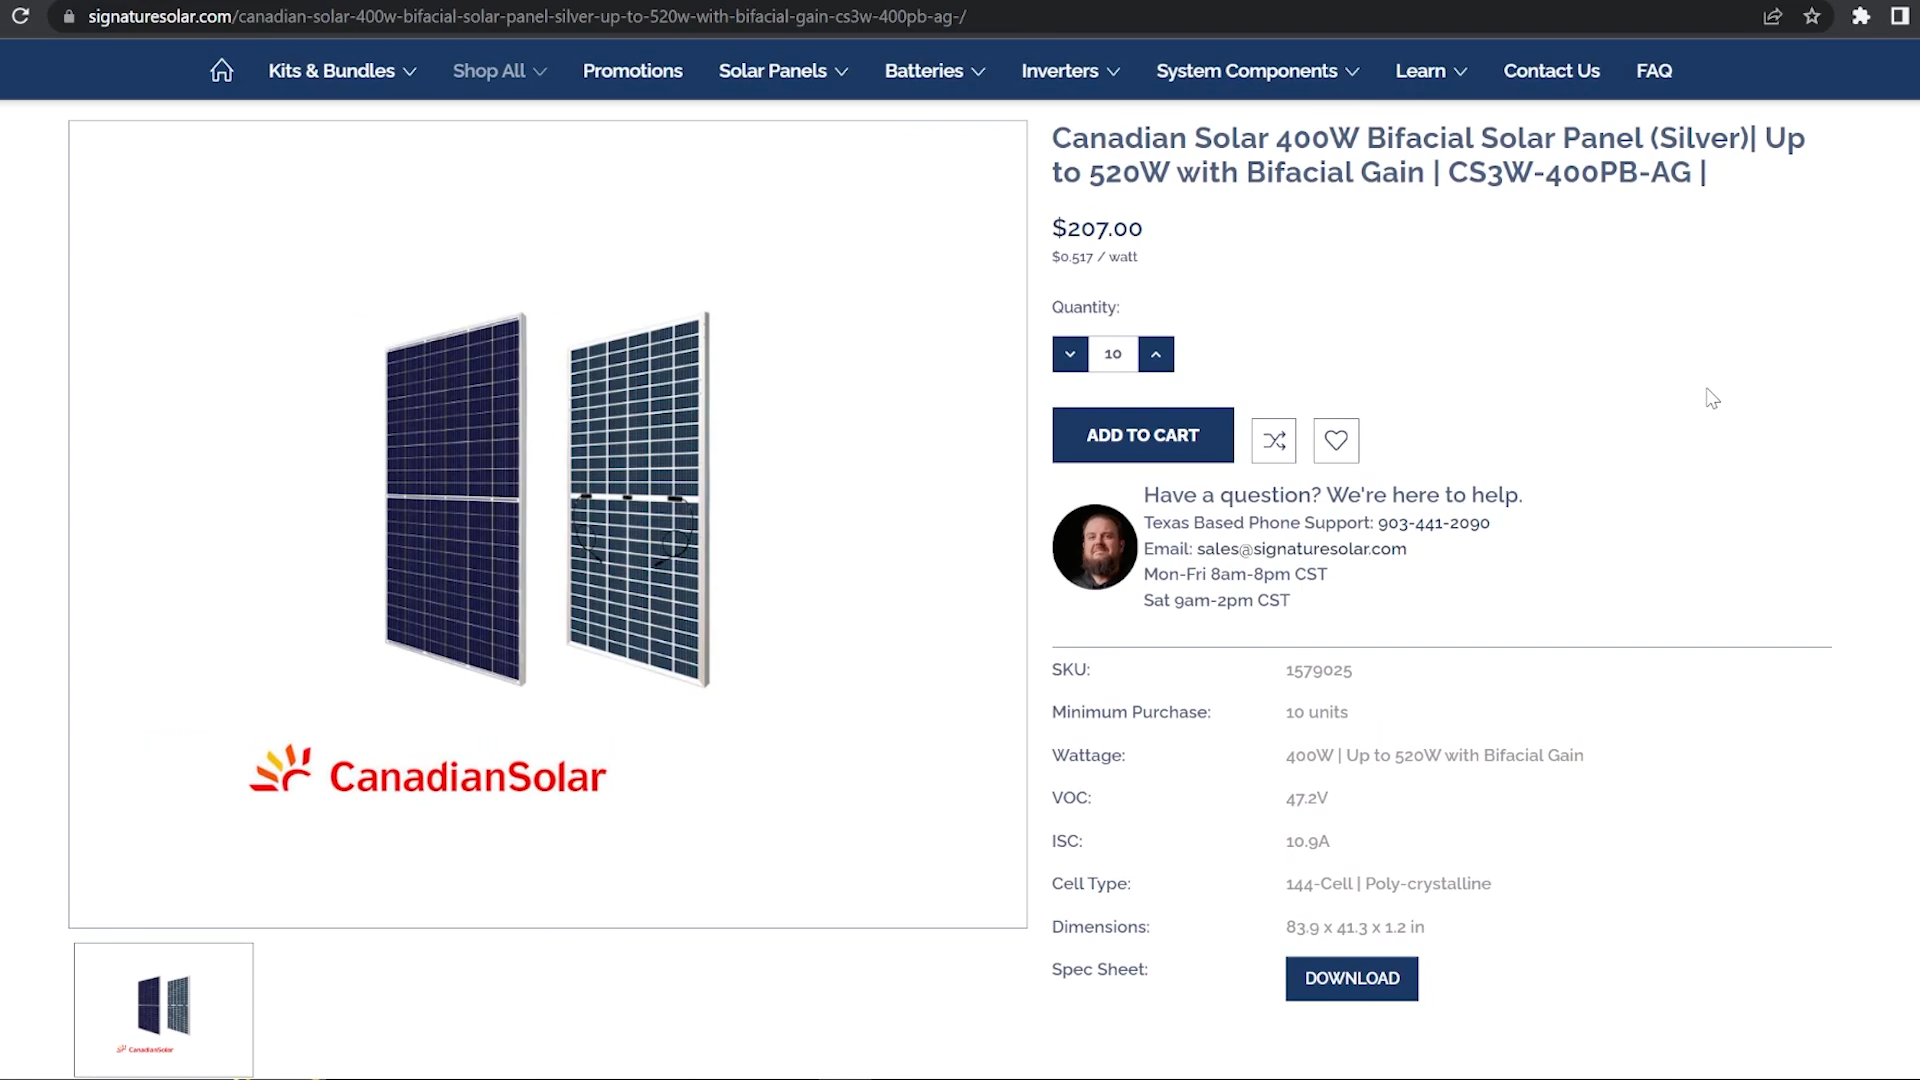 signaturesolar.com/canadian-solar-400w-bifacial-solar-panel-silver-up-to-520w-with-bifacial-gain-cs3w-400pb-ag-/
Kits & Bundles Shop All Promotions Solar Panels Batteries Inverters System Components Learn Contact Us FAQ
Canadian Solar 400W Bifacial Solar Panel (Silver)| Up
to 520W with Bifacial Gain | CS3W-400PB-AG |
$207.00
$0.517 / watt
Quantity:
10
ADD TO CART
Have a question? We're here to help.
Texas Based Phone Support: 903-441-2090
Email: sales@signaturesolar.com
Mon-Fri 8am-8pm CST
Sat 9am-2pm CST
SKU: 1579025
Minimum Purchase: 10 units
Wattage: 400W | Up to 520W with Bifacial Gain
VOC: 47.2V
ISC: 10.9A
Cell Type: 144-Cell | Poly-crystalline
Dimensions: 83.9 x 41.3 x 1.2 in
Spec Sheet: DOWNLOAD
CanadianSolar
CanadianSolar